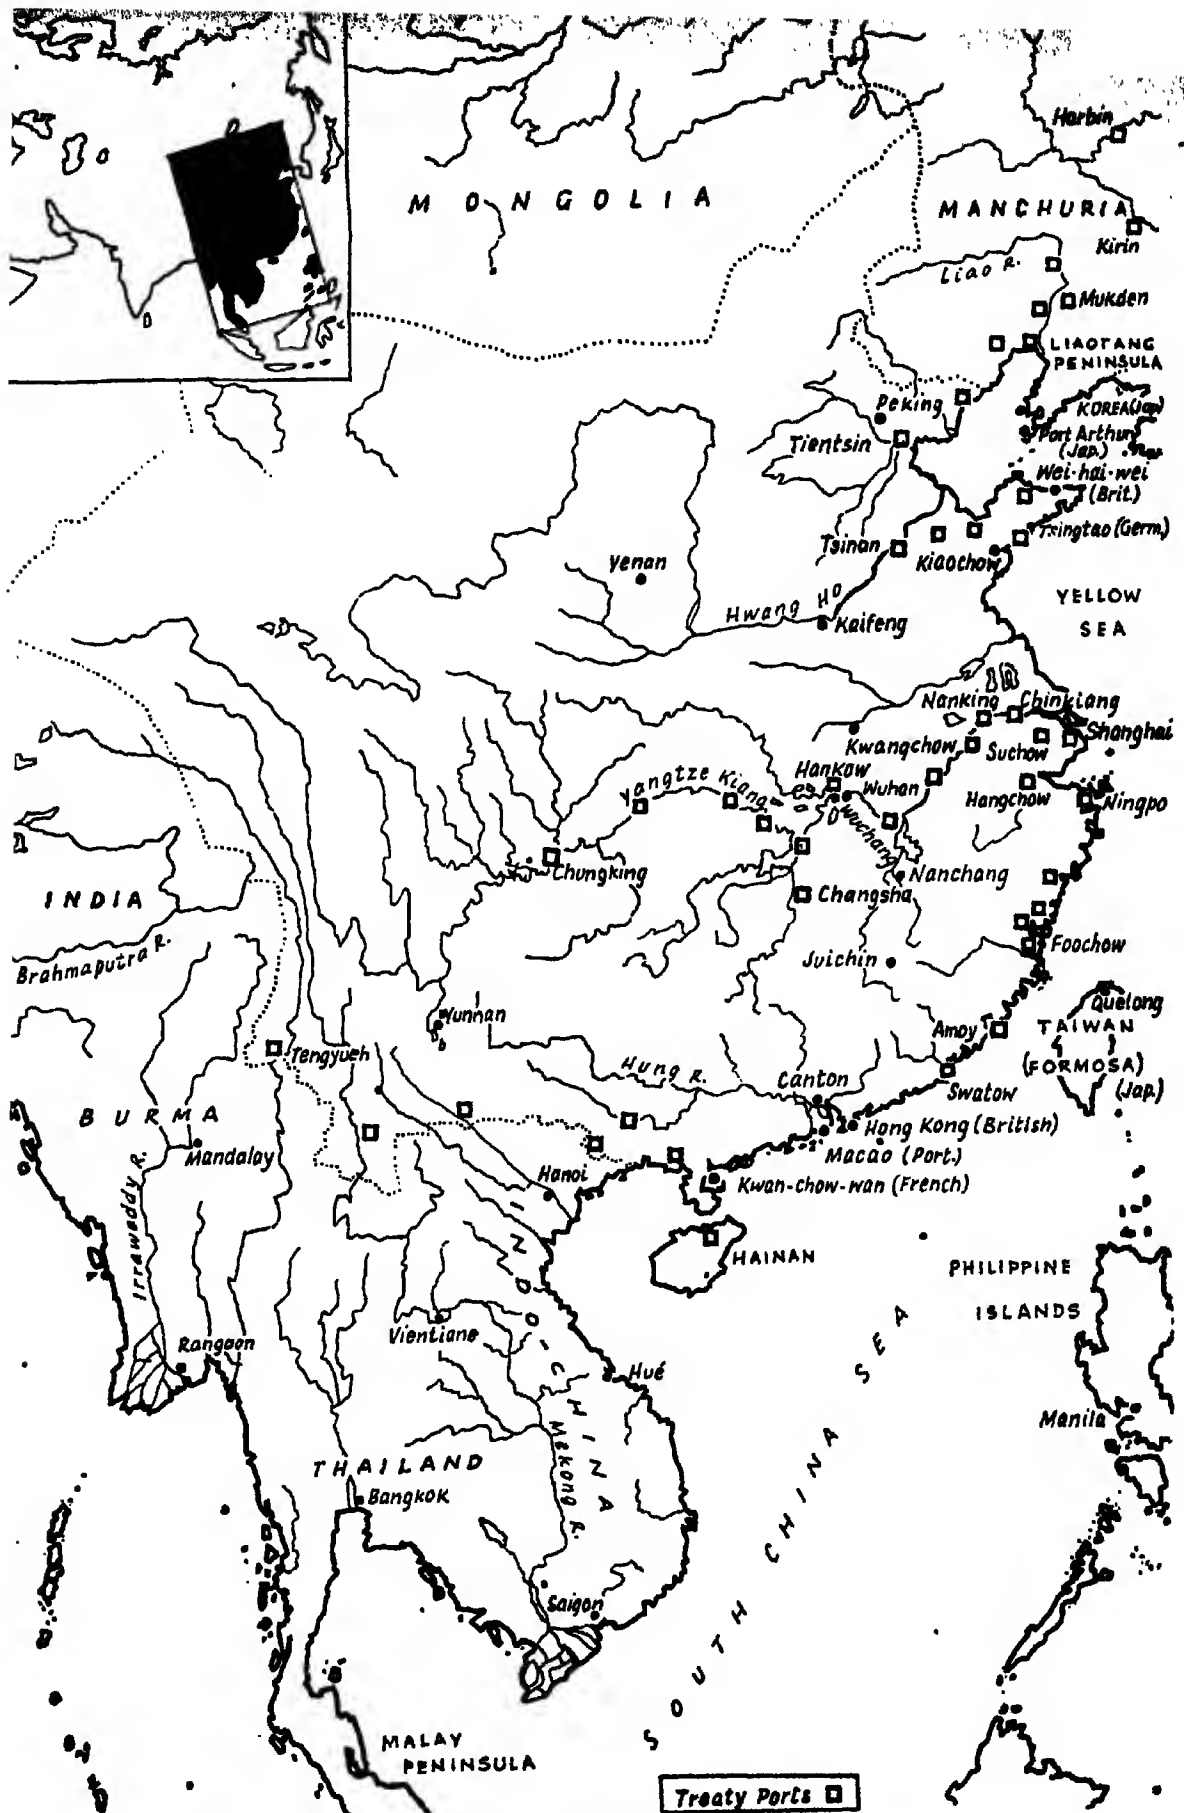 Harbin
MONGOLIA
MANCHURIA
Kirin
Liao R.
Mukden
LIAOTANG
PENINSULA
Peking
KOREA (Jap)
Tientsin
Port Arthur
(Jap.)
Wei-hai-wei
(Brit.)
Tsinan
Kiaochow
Tsingtao (Germ.)
Yenan
YELLOW
SEA
Hwang Ho
Kaifeng
Nanking
Chinkiang
Kwangchow
Suchow
Shanghai
Hankow
Yangtze Kiang
Wuhan
Hangchow
Ningpo
Wuchang
Chungking
Nanchang
INDIA
Changsha
Brahmaputra R.
Foochow
Juichin
Quelong
Yunnan
Amoy
TAIWAN
Tengyueh
Hung R.
(FORMOSA)
Canton
Swatow
(Jap.)
BURMA
Hong Kong (British)
Mandalay
Macao (Port.)
Hanoi
Kwan-chow-wan (French)
Irrawaddy R.
HAINAN
PHILIPPINE
ISLANDS
INDO-CHINA
Vientiane
Rangoon
Hué
Manila
Mekong R.
THAILAND
Bangkok
SOUTH CHINA SEA
Saigon
MALAY
PENINSULA
Treaty Ports